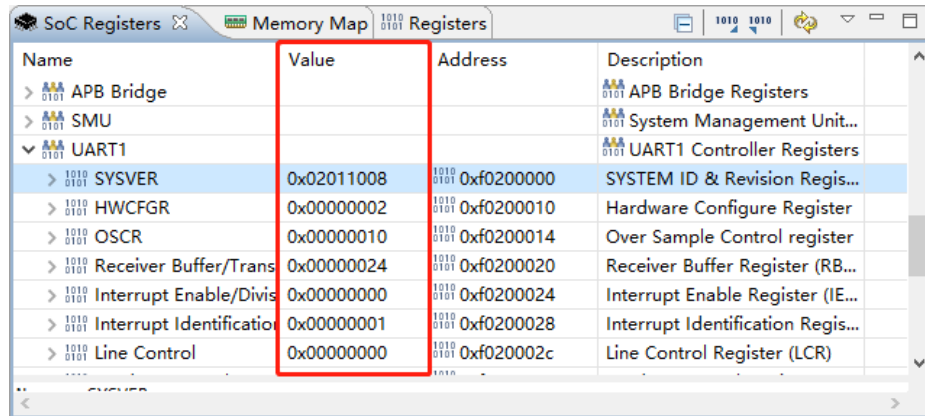 SoC Registers Memory Map Registers
Name Value Address Description
APB Bridge APB Bridge Registers
SMU System Management Unit...
UART1 UART1 Controller Registers
SYSVER 0x02011008 0xf0200000 SYSTEM ID & Revision Regis...
HWCFGR 0x00000002 0xf0200010 Hardware Configure Register
OSCR 0x00000010 0xf0200014 Over Sample Control register
Receiver Buffer/Trans 0x00000024 0xf0200020 Receiver Buffer Register (RB...
Interrupt Enable/Divis 0x00000000 0xf0200024 Interrupt Enable Register (IE...
Interrupt Identification 0x00000001 0xf0200028 Interrupt Identification Regis...
Line Control 0x00000000 0xf020002c Line Control Register (LCR)